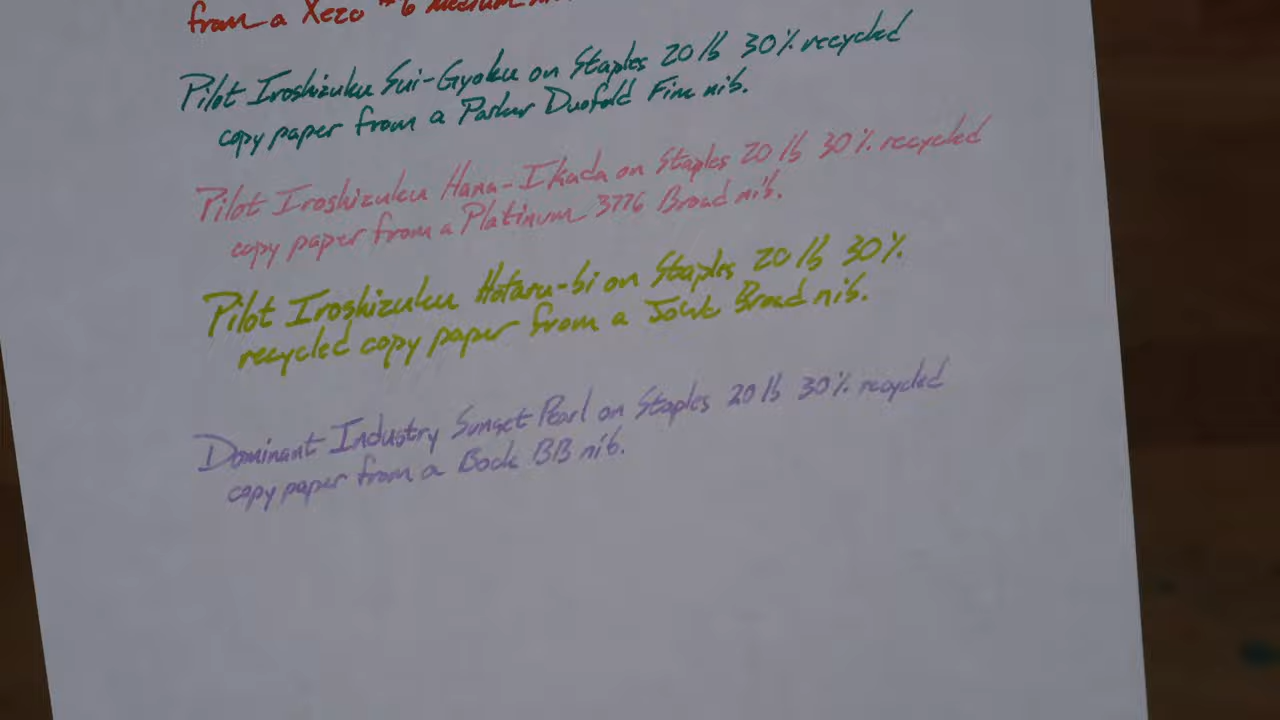 from a Xezo #6 Medium ni
Pilot Iroshizuku Sui-Gyoku on Staples 20 lb 30% recycled
copy paper from a Parker Duofold Fine nib.
Pilot Iroshizuku Hana-Ikada on Staples 20 lb 30% recycled
copy paper from a Platinum 3776 Broad nib.
Pilot Iroshizuku Hotaru-bi on Staples 20 lb 30%
recycled copy paper from a JoWo Broad nib.
Dominant Industry Sunset Pearl on Staples 20 lb 30% recycled
copy paper from a Bock BB nib.